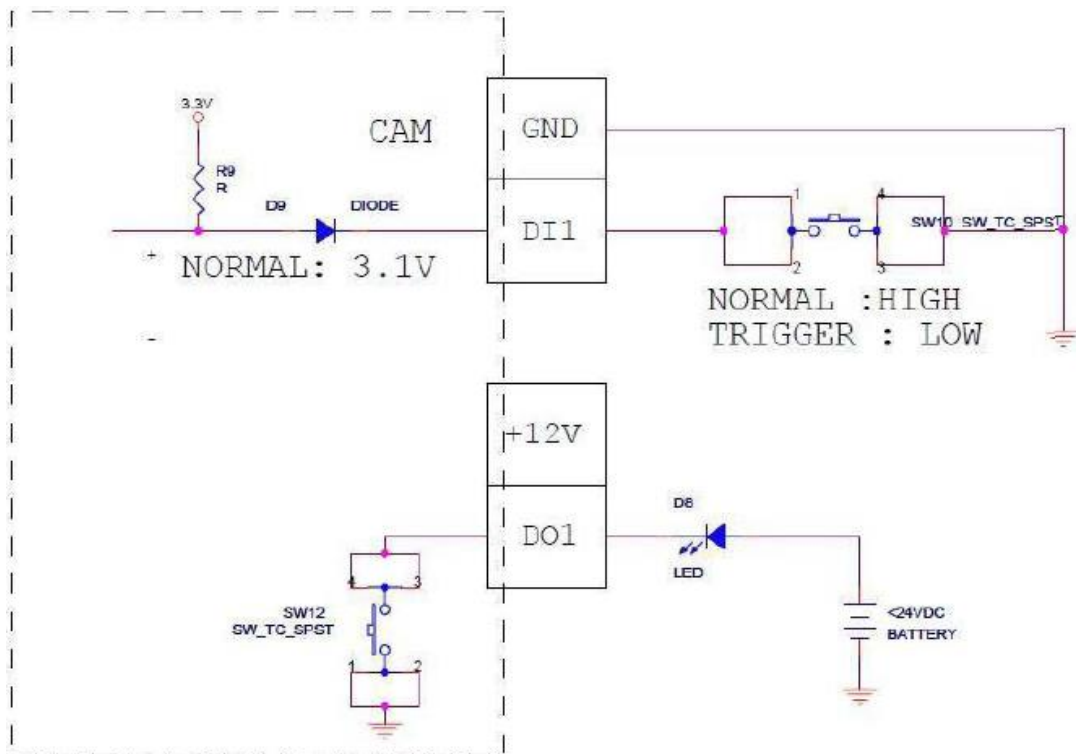 3.3V
CAM
GND
R9
R
D9
DIODE
DI1
1
4
SW10 SW_TC_SPST
+
NORMAL: 3.1V
2
3
NORMAL :HIGH
TRIGGER : LOW
-
+12V
D8
DO1
LED
4
3
SW12
SW_TC_SPST
<24VDC
BATTERY
1
2